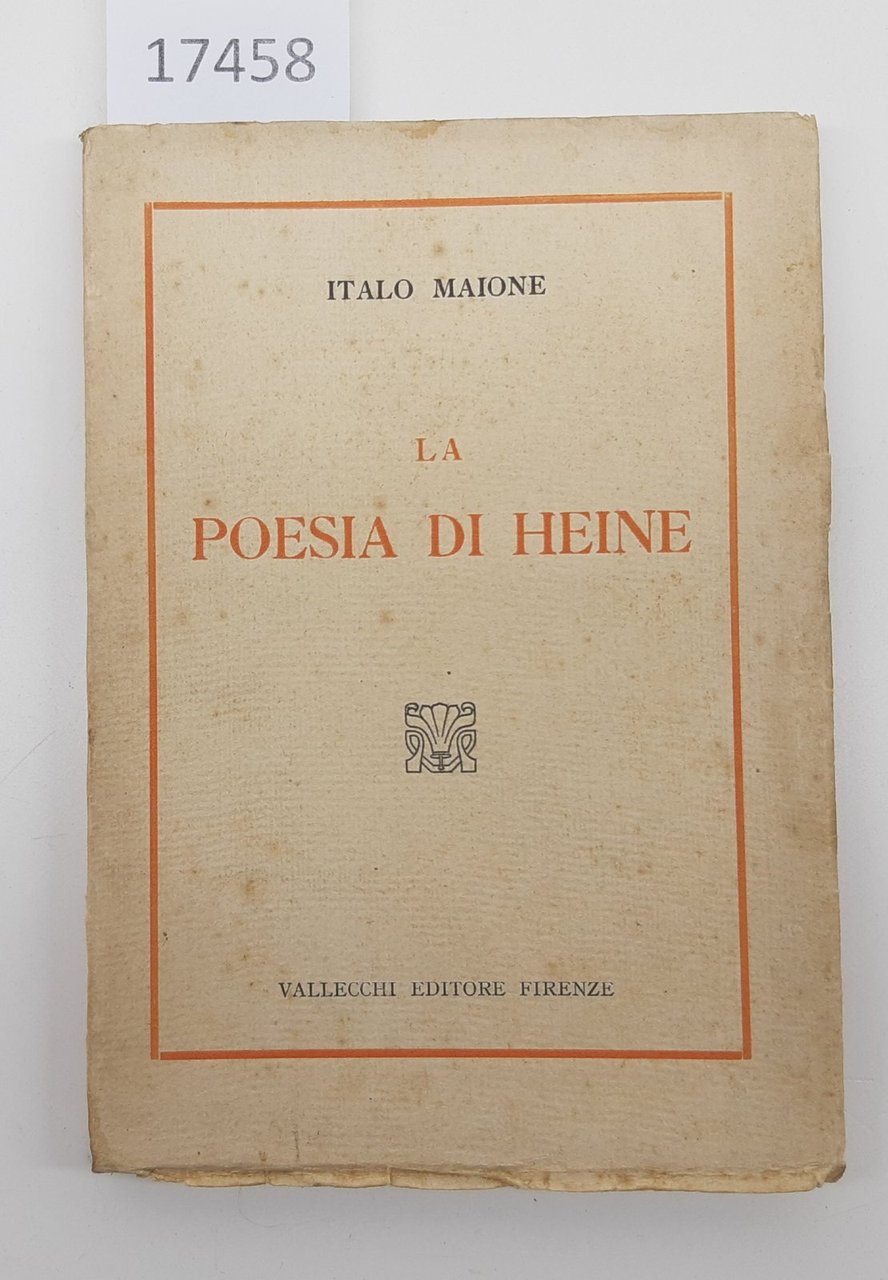 17458
ITALO MAIONE
LA
POESIA DI HEINE
VALLECCHI EDITORE FIRENZE